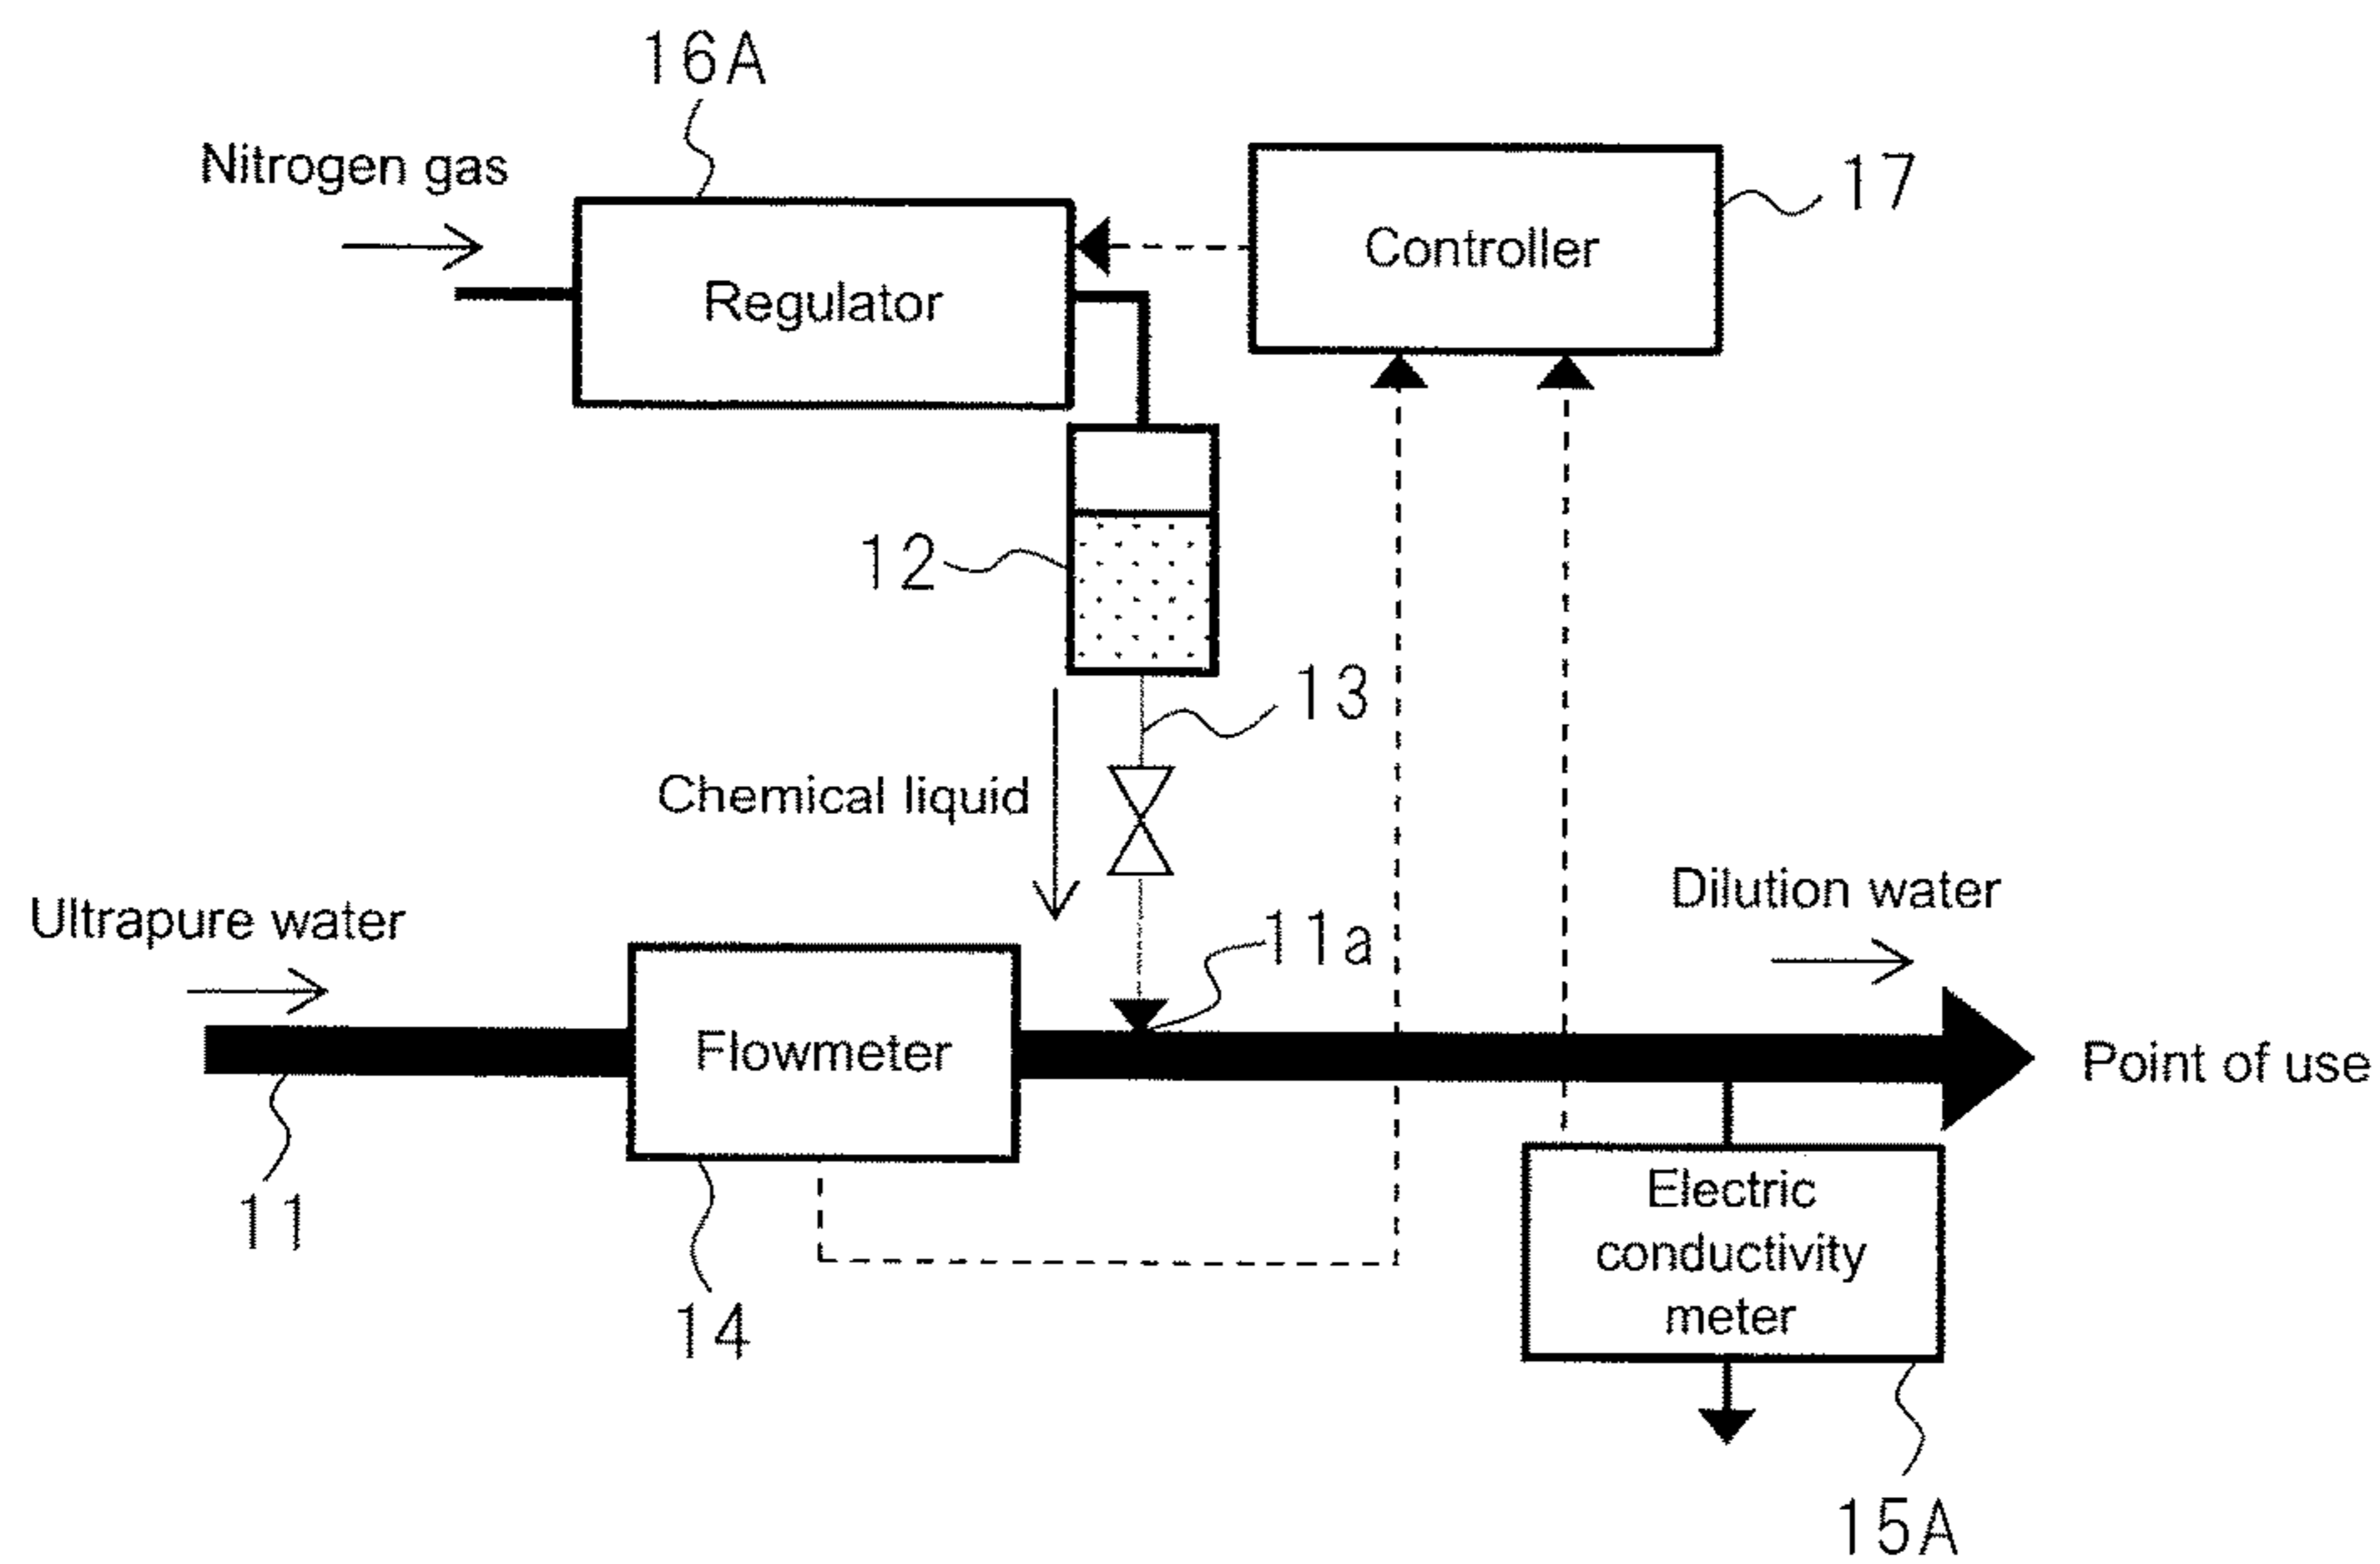 16A
Nitrogen gas
17
Controller
Regulator
12
13
Chemical liquid
Dilution water
Ultrapure water
11a
Flowmeter
Point of use
11
Electric
conductivity
meter
14
15A